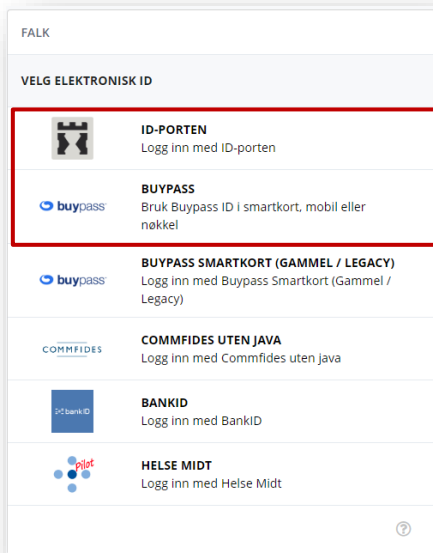 FALK
VELG ELEKTRONISK ID
ID-PORTEN
Logg inn med ID-porten
buypass
BUYPASS
Bruk Buypass ID i smartkort, mobil eller
nøkkel
buypass
BUYPASS SMARTKORT (GAMMEL / LEGACY)
Logg inn med Buypass Smartkort (Gammel /
Legacy)
COMMFIDES
COMMFIDES UTEN JAVA
Logg inn med Commfides uten java
bankID
BANKID
Logg inn med BankID
Pilot
HELSE MIDT
Logg inn med Helse Midt
?